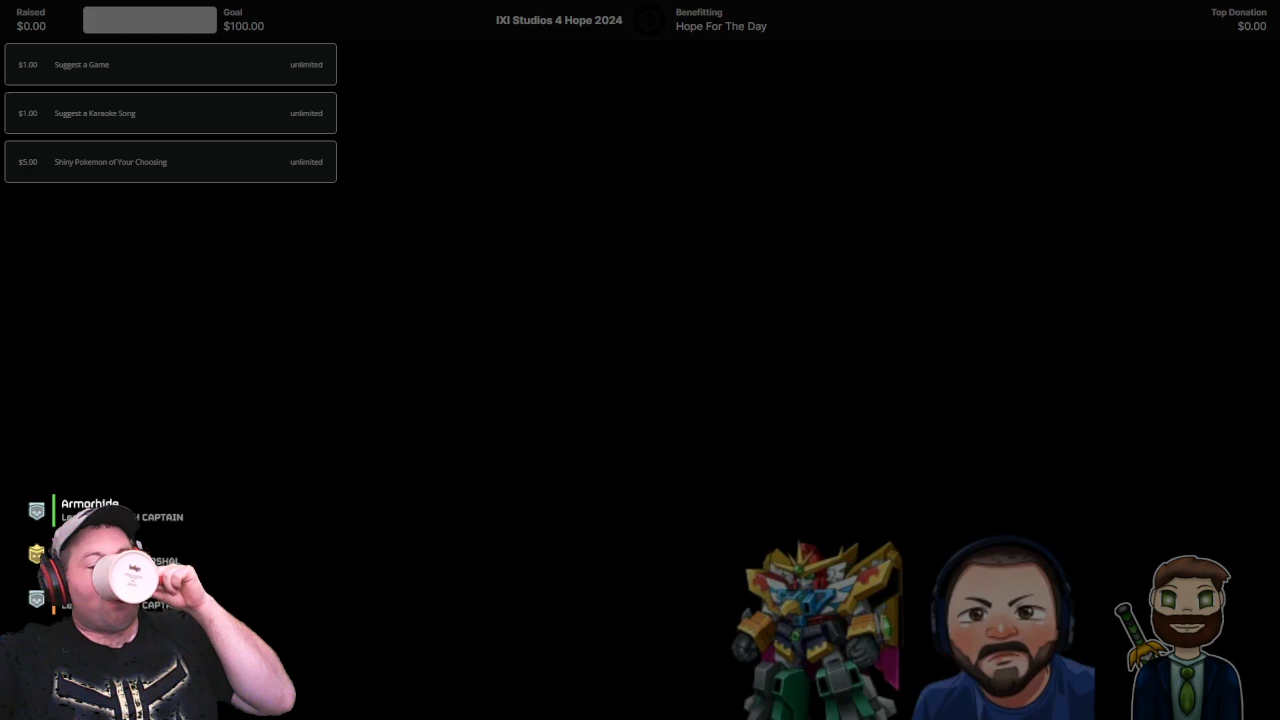 Raised
$0.00
Goal
$100.00
IXI Studios 4 Hope 2024
Benefitting
Hope For The Day
Top Donation
$0.00
$1.00 Suggest a Game unlimited
$1.00 Suggest a Karaoke Song unlimited
$5.00 Shiny Pokemon of Your Choosing unlimited
Armorhide
CAPTAIN